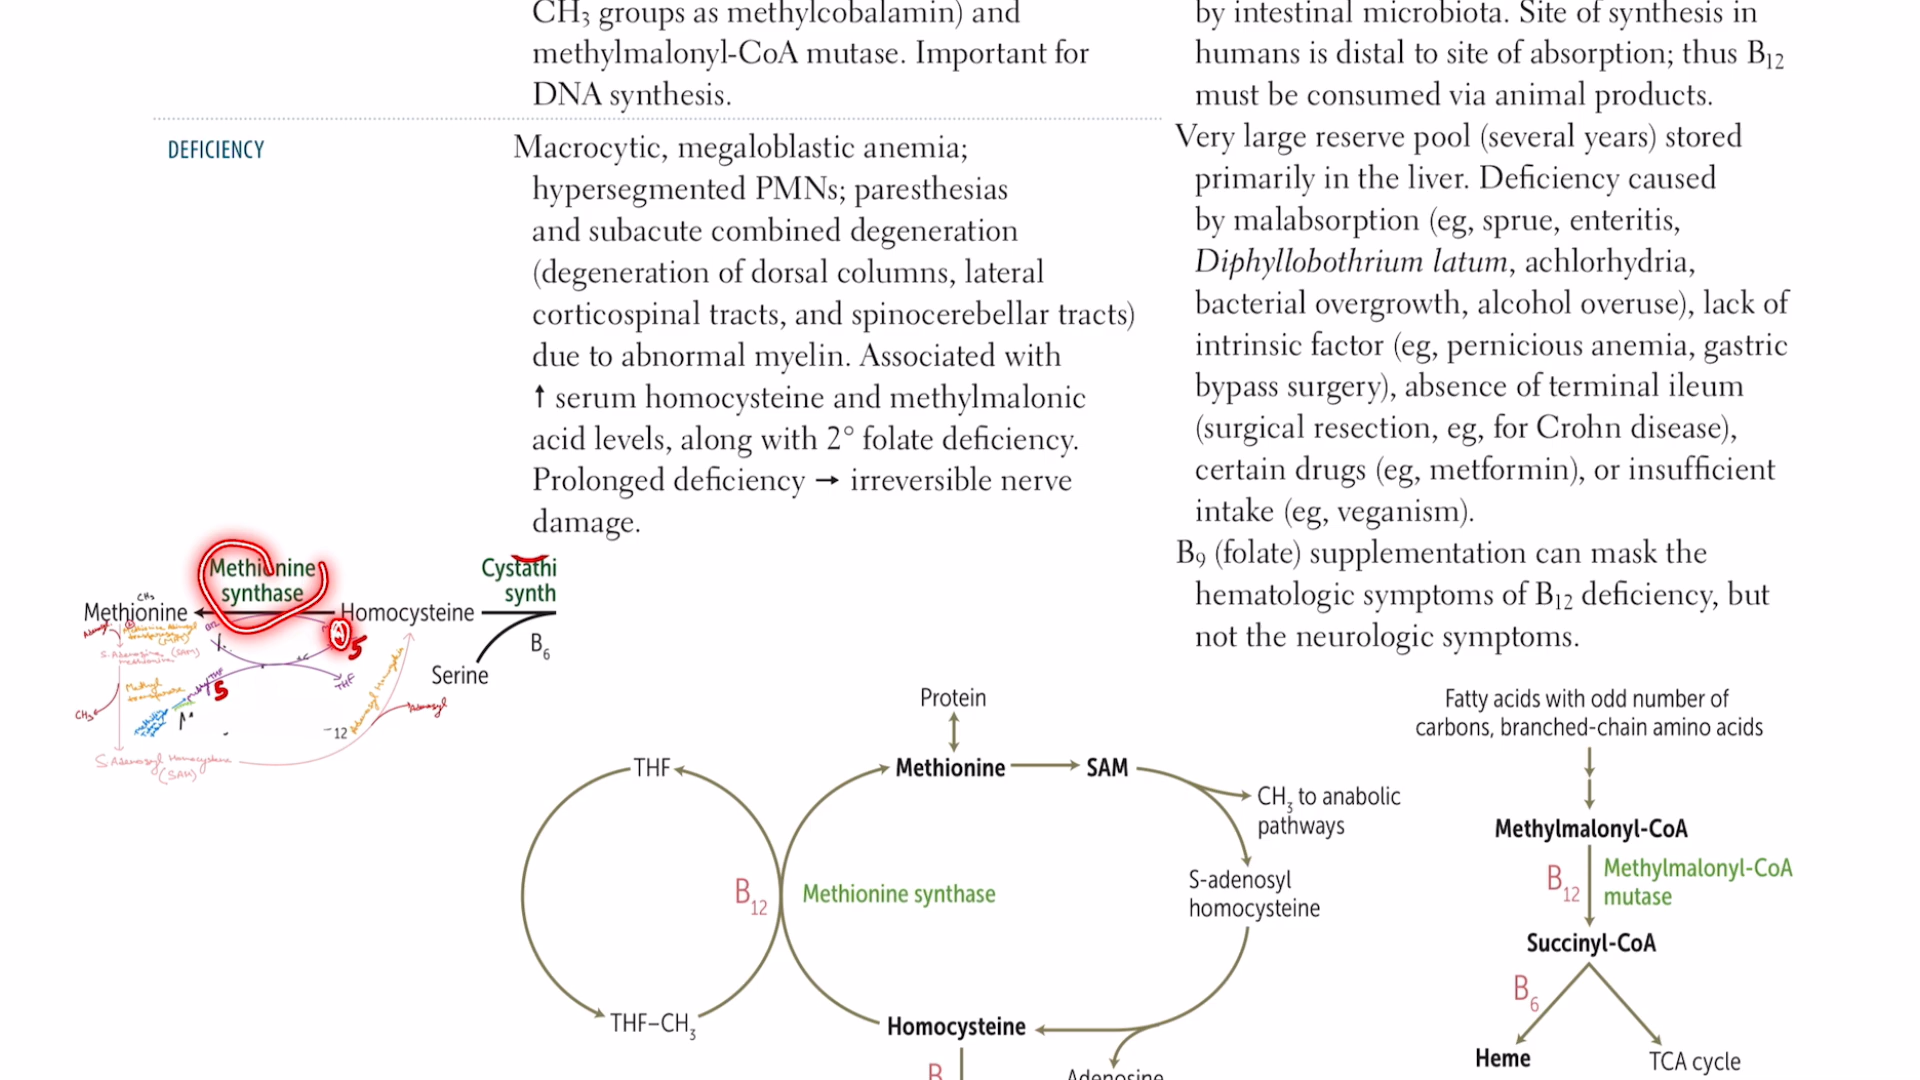 CH3 groups as methylcobalamin) and
methylmalonyl-CoA mutase. Important for
DNA synthesis.
by intestinal microbiota. Site of synthesis in
humans is distal to site of absorption; thus B12
must be consumed via animal products.
DEFICIENCY
Macrocytic, megaloblastic anemia;
hypersegmented PMNs; paresthesias
and subacute combined degeneration
(degeneration of dorsal columns, lateral
corticospinal tracts, and spinocerebellar tracts)
due to abnormal myelin. Associated with
↑ serum homocysteine and methylmalonic
acid levels, along with 2° folate deficiency.
Prolonged deficiency → irreversible nerve
damage.
Very large reserve pool (several years) stored
primarily in the liver. Deficiency caused
by malabsorption (eg, sprue, enteritis,
Diphyllobothrium latum, achlorhydria,
bacterial overgrowth, alcohol overuse), lack of
intrinsic factor (eg, pernicious anemia, gastric
bypass surgery), absence of terminal ileum
(surgical resection, eg, for Crohn disease),
certain drugs (eg, metformin), or insufficient
intake (eg, veganism).
B9 (folate) supplementation can mask the
hematologic symptoms of B12 deficiency, but
not the neurologic symptoms.
Methionine
synthase
Cystathi
synth
CH3
Methionine
Homocysteine
B6
Serine
5
5
THF
(SAM)
CH3
12
S Adenosyl Homocysteine
(SAH)
Protein
THF
Methionine
SAM
CH3 to anabolic
pathways
B12
Methionine synthase
S-adenosyl
homocysteine
THF–CH3
Homocysteine
B
Adenosine
Fatty acids with odd number of
carbons, branched-chain amino acids
Methylmalonyl-CoA
B12
Methylmalonyl-CoA
mutase
Succinyl-CoA
B6
Heme
TCA cycle